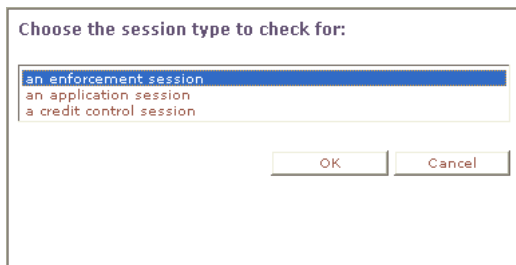 Choose the session type to check for:
an enforcement session
an application session
a credit control session
OK Cancel